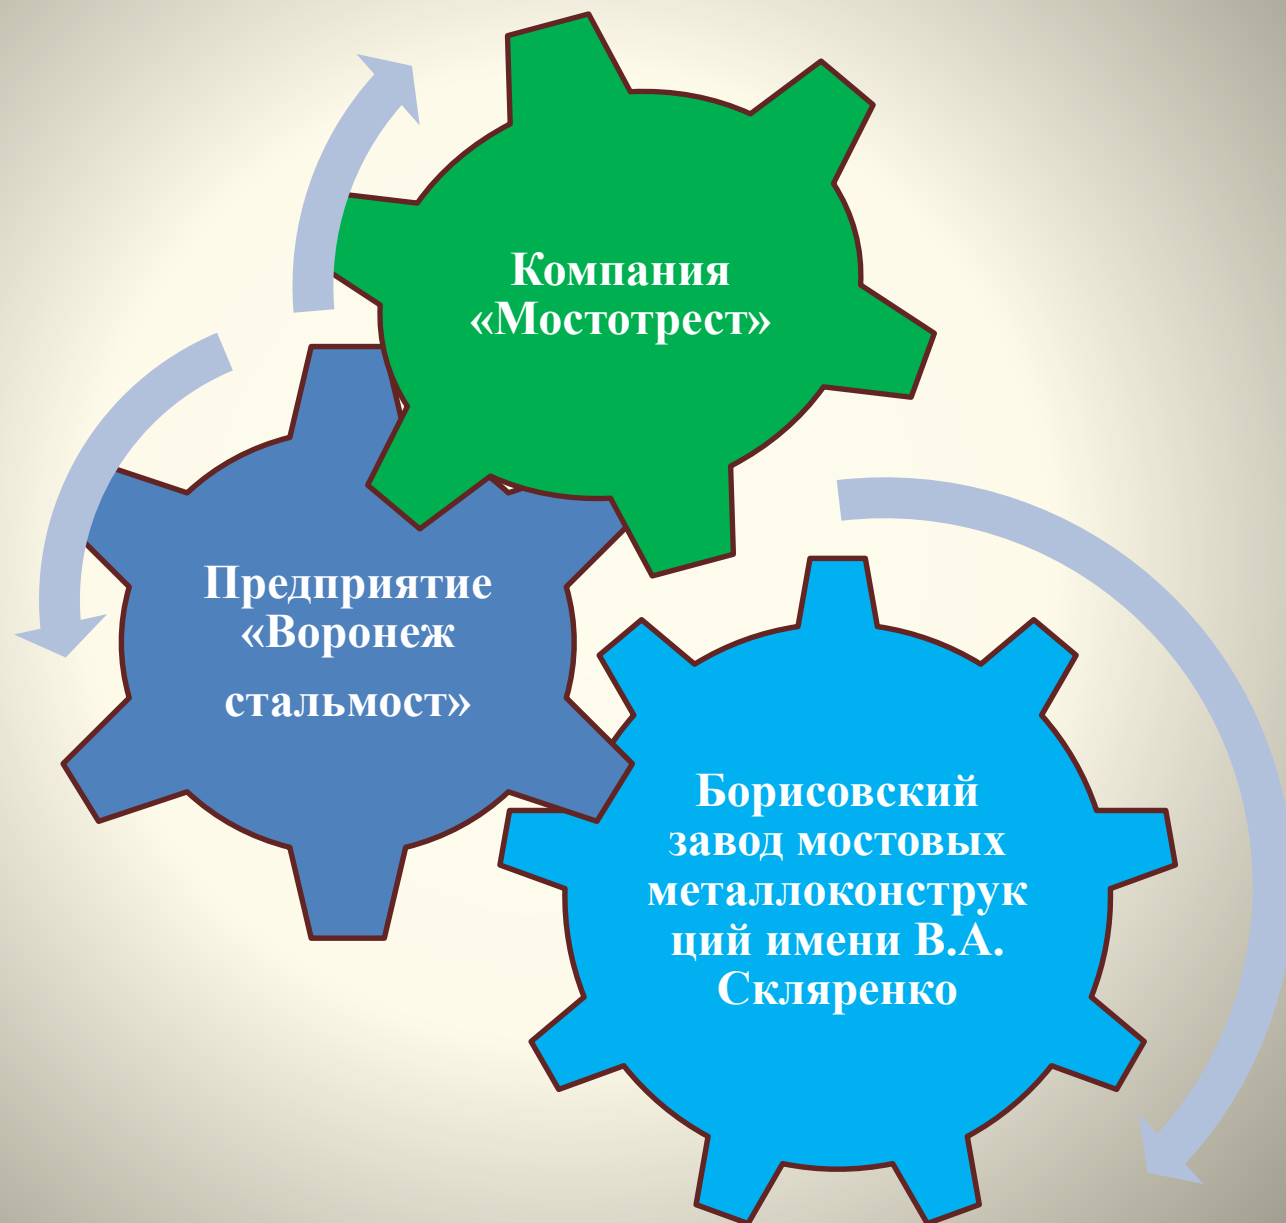 Компания
«Мостотрест»
Предприятие
«Воронеж
стальмост»
Борисовский
завод мостовых
металлоконструк
ций имени В.А.
Скляренко